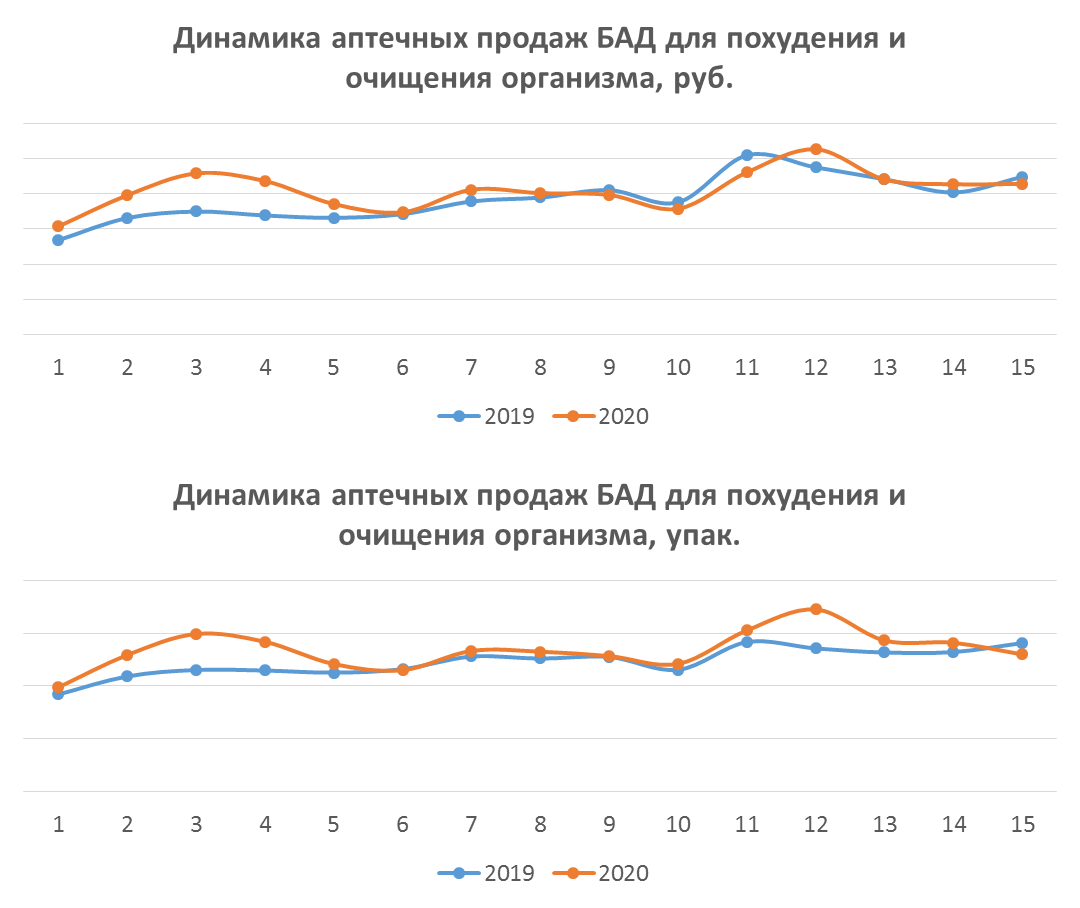 Динамика аптечных продаж БАД для похудения и
очищения организма, руб.
1 2 3 4 5 6 7 8 9 10 11 12 13 14 15
2019 2020
Динамика аптечных продаж БАД для похудения и
очищения организма, упак.
1 2 3 4 5 6 7 8 9 10 11 12 13 14 15
2019 2020